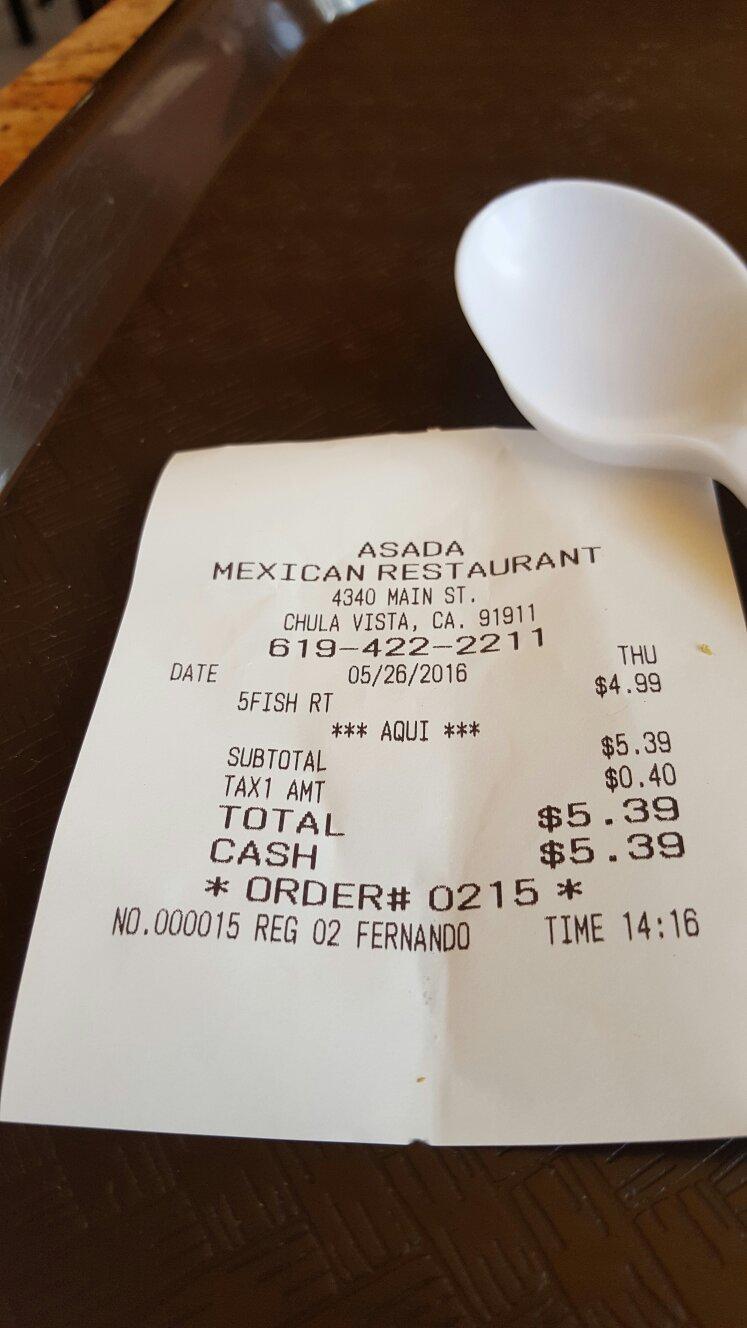 ASADA
MEXICAN RESTAURANT
4340 MAIN ST.
CHULA VISTA, CA. 91911
619-422-2211
DATE 05/26/2016 THU
5FISH RT $4.99
*** AQUI ***
SUBTOTAL $5.39
TAX1 AMT $0.40
TOTAL $5.39
CASH $5.39
* ORDER# 0215 *
NO.000015 REG 02 FERNANDO TIME 14:16